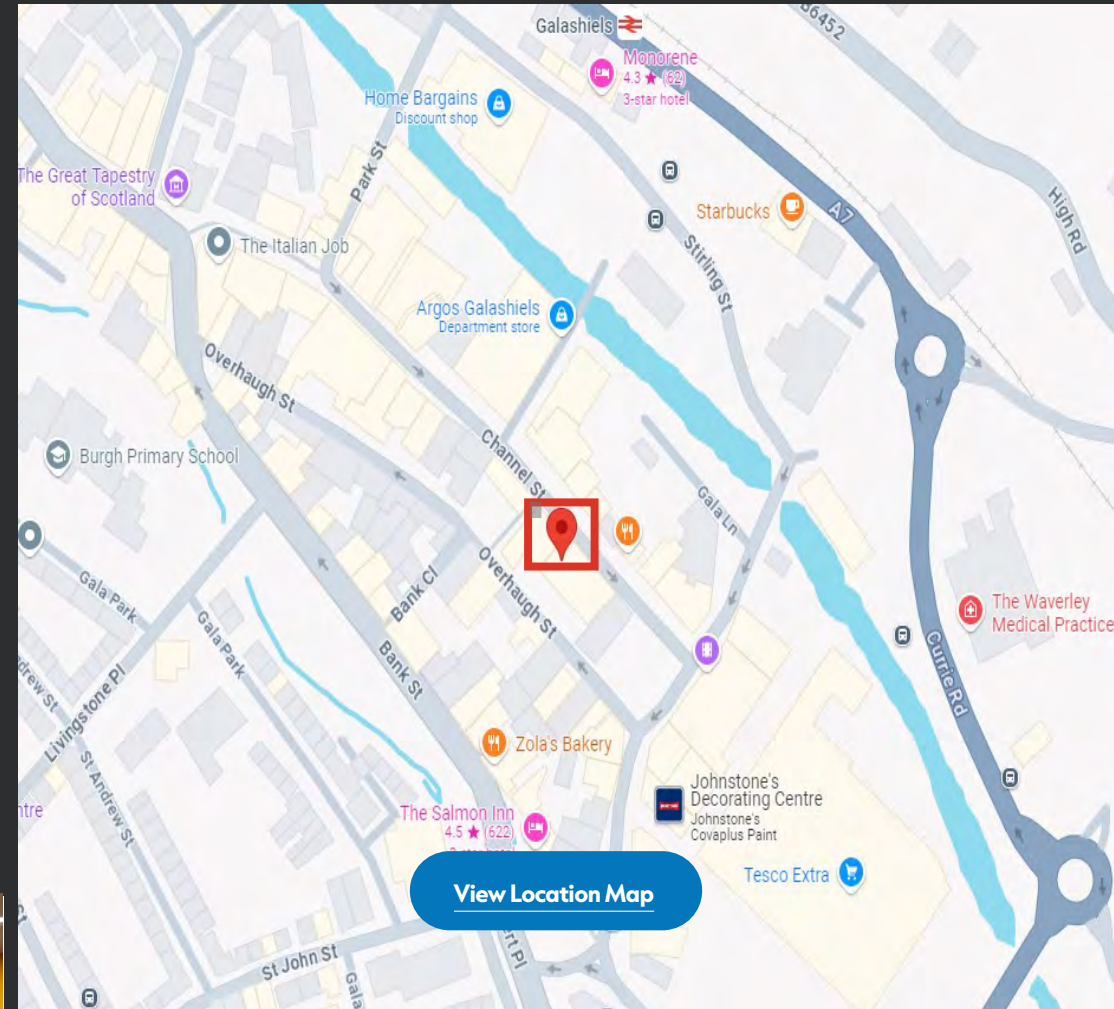 Galashiels
B6452
Monorene
4.3 ★ (62)
3-star hotel
Home Bargains
Discount shop
Park St
The Great Tapestry
of Scotland
Starbucks
A7
High Rd
The Italian Job
Stirling St
Argos Galashiels
Department store
Overhaugh St
Channel St
Burgh Primary School
Gala Ln
Gala Park
Bank Cl
Overhaugh St
The Waverley
Medical Practice
Gala Park
Bank St
Currie Rd
Livingstone Pl
St Andrew St
Zola's Bakery
Johnstone's
Decorating Centre
Johnstone's
Covaplus Paint
The Salmon Inn
4.5 ★ (622)
Tesco Extra
View Location Map
St John St
Gala